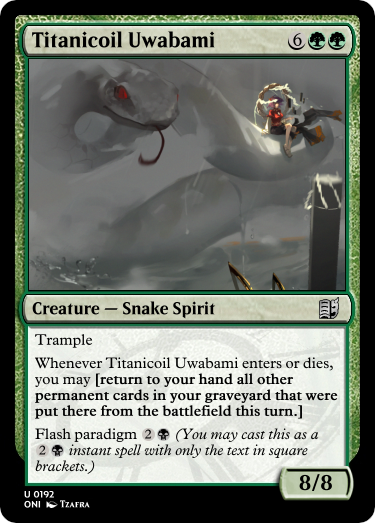 Titanicoil Uwabami 6
Creature — Snake Spirit
Trample
Whenever Titanicoil Uwabami enters or dies,
you may [return to your hand all other
permanent cards in your graveyard that were
put there from the battlefield this turn.]
Flash paradigm 2 (You may cast this as a
2 instant spell with only the text in square
brackets.)
8/8
U 0192
ONI Tzafra